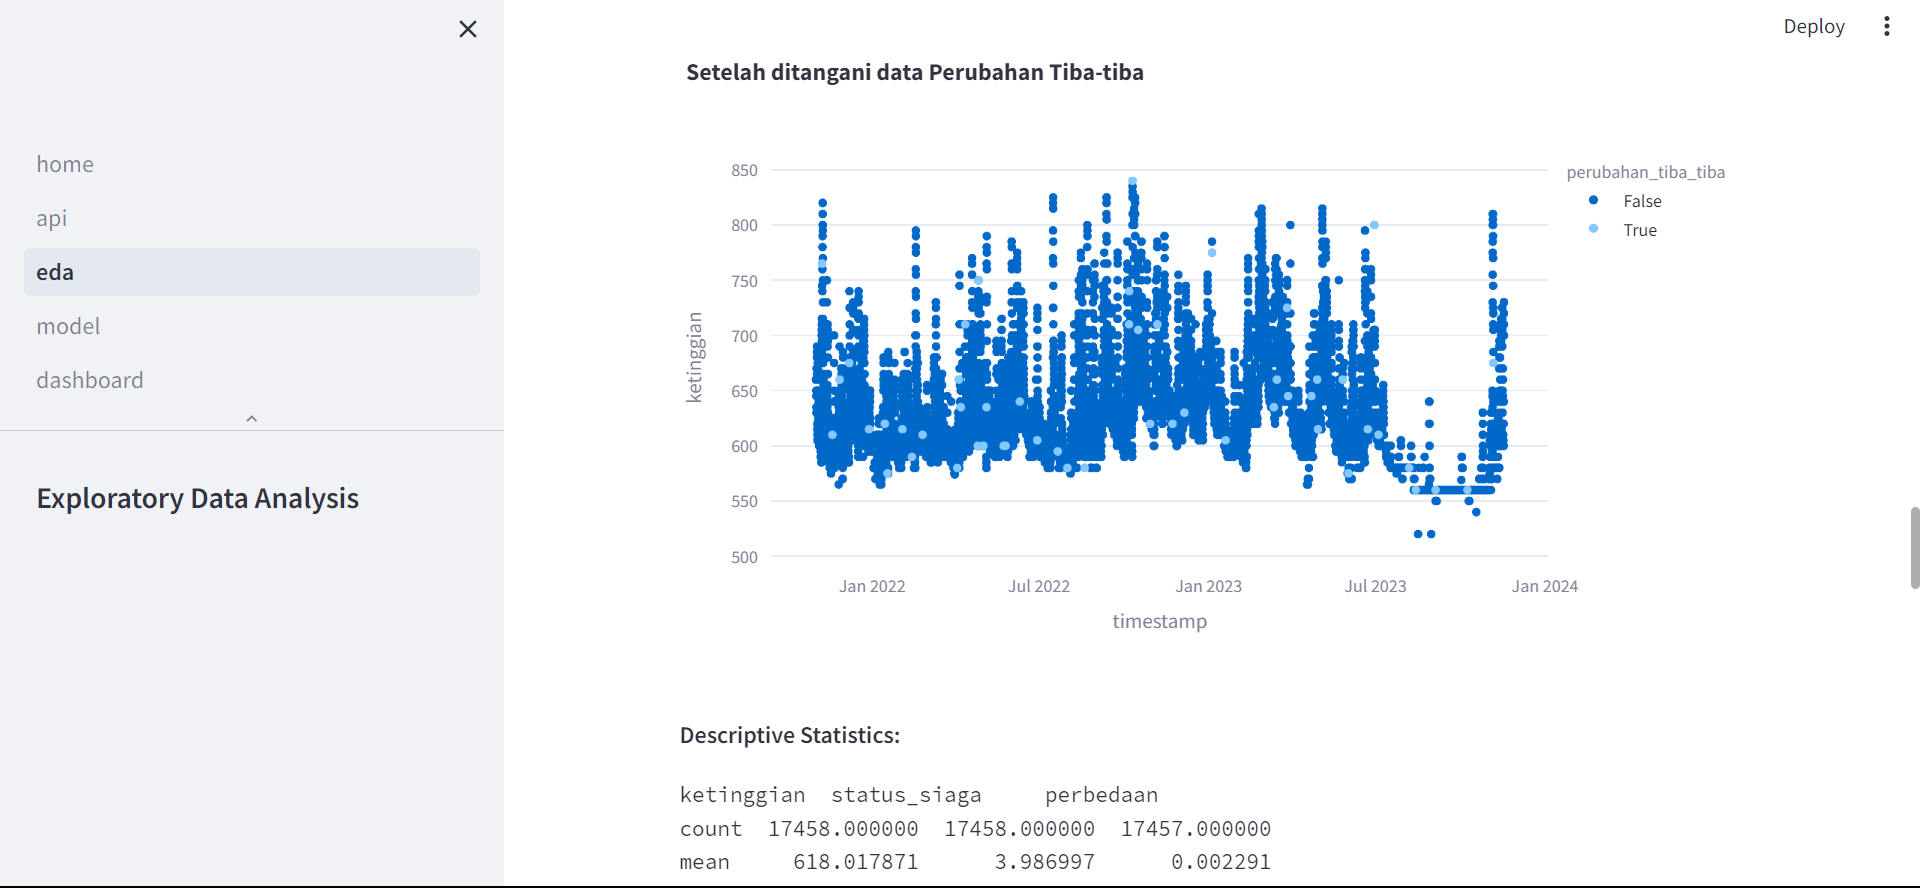 Deploy
home
api
eda
model
dashboard
Exploratory Data Analysis
Setelah ditangani data Perubahan Tiba-tiba
850
800
750
700
650
600
550
500
ketinggian
Jan 2022
Jul 2022
Jan 2023
Jul 2023
Jan 2024
timestamp
perubahan_tiba_tiba
False
True
Descriptive Statistics:
ketinggian status_siaga perbedaan
count 17458.000000 17458.000000 17457.000000
mean 618.017871 3.986997 0.002291